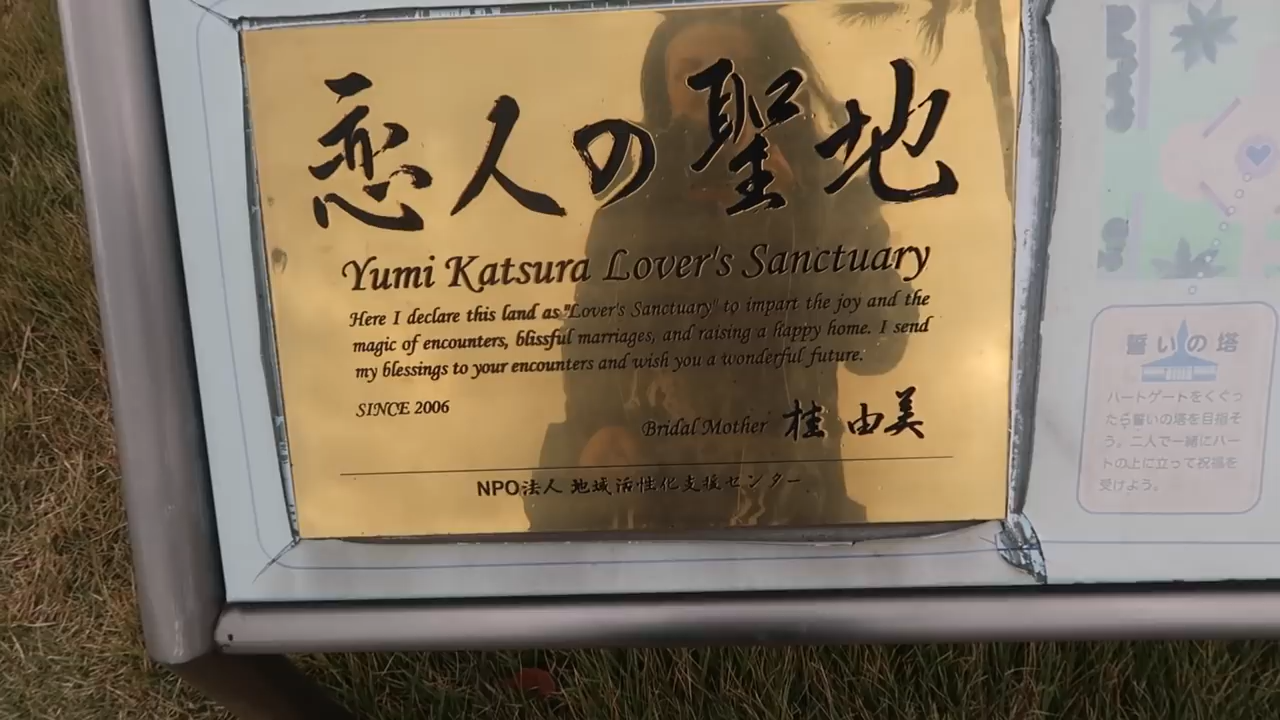 恋人の聖地
Yumi Katsura Lover's Sanctuary
Here I declare this land as "Lover's Sanctuary" to impart the joy and the
magic of encounters, blissful marriages, and raising a happy home. I send
my blessings to your encounters and wish you a wonderful future.
SINCE 2006
Bridal Mother 桂 由美
NPO法人 地域活性化支援センター
誓いの塔
ハートゲートをくぐっ
たら誓いの塔を目指そ
う。二人で一緒にハー
トの上に立って祝福を
受けよう。